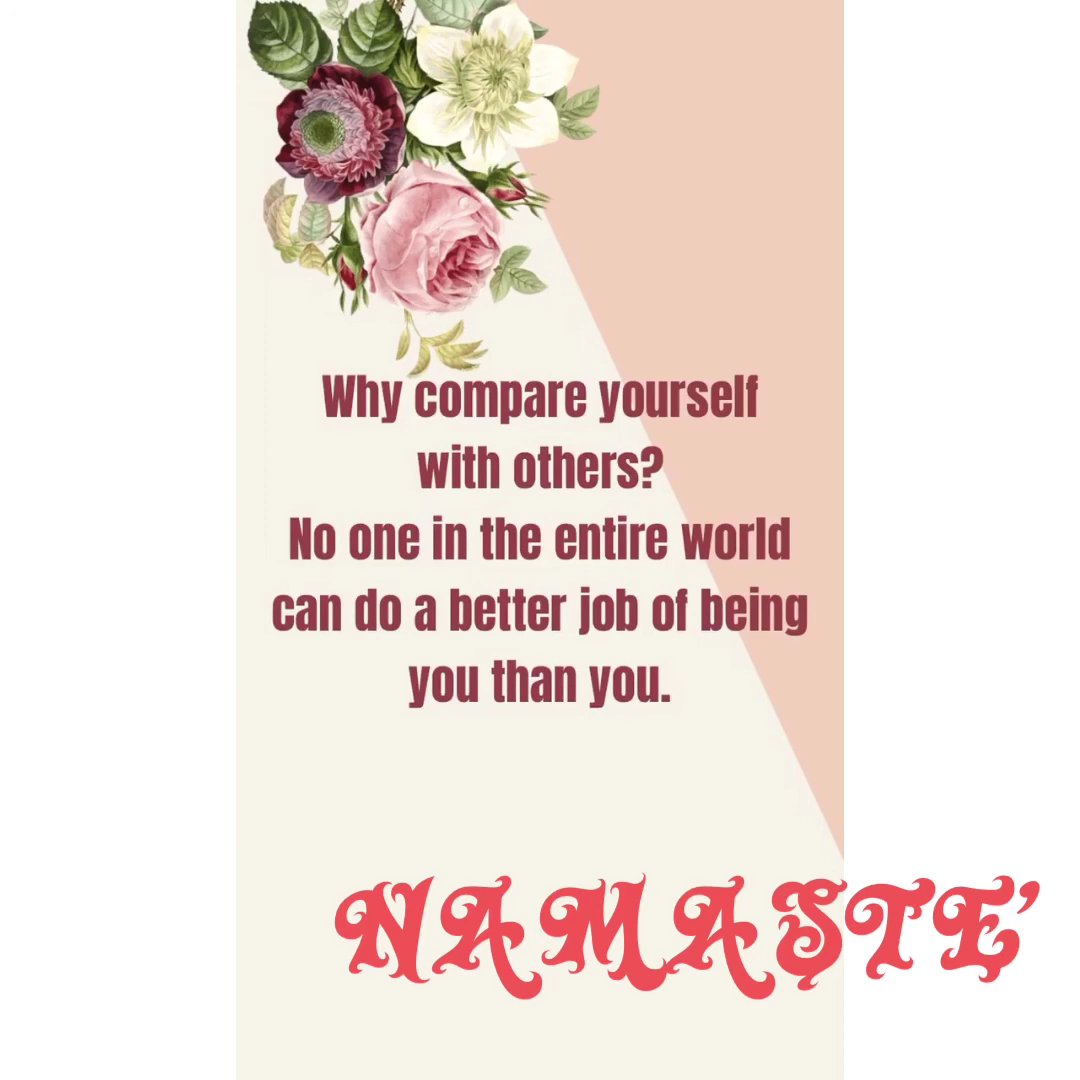 Why compare yourself
with others?
No one in the entire world
can do a better job of being
you than you.
NAMASTE'